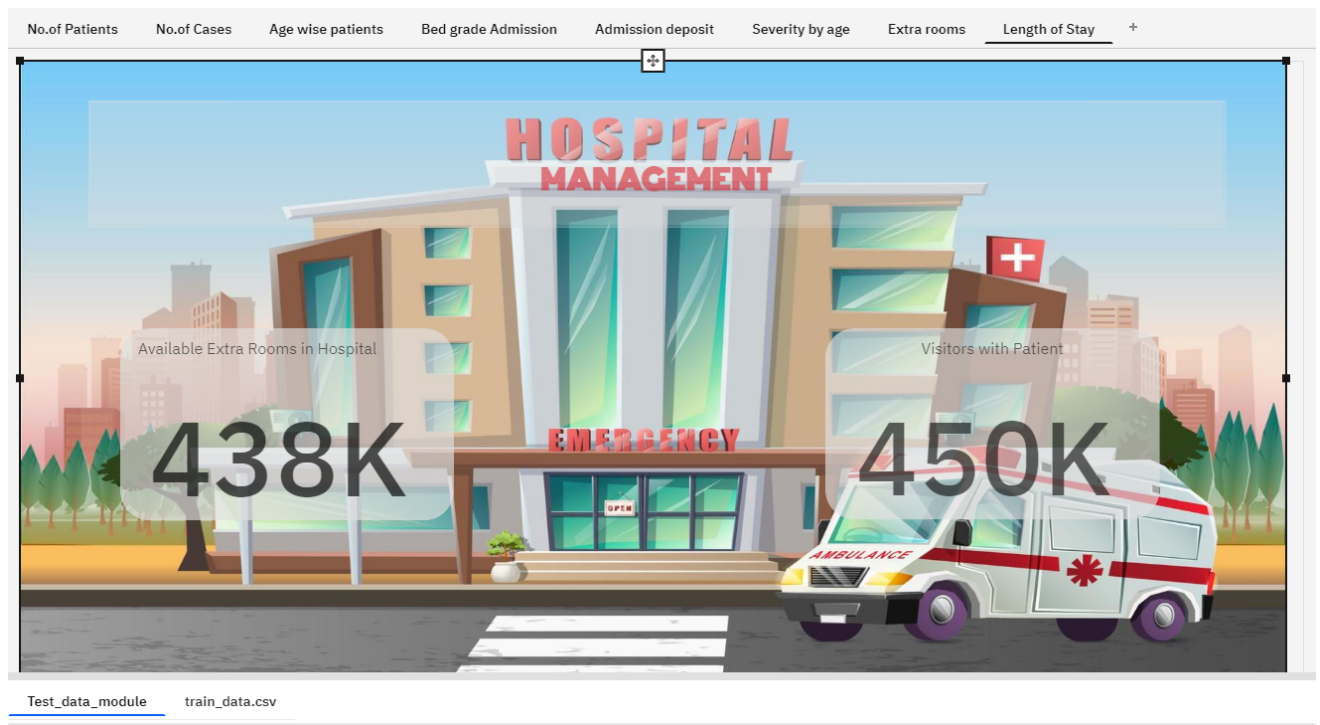 No.of Patients No.of Cases Age wise patients Bed grade Admission Admission deposit Severity by age Extra rooms Length of Stay +
HOSPITAL
MANAGEMENT
Available Extra Rooms in Hospital
Visitors with Patient
438K
450K
EMERGENCY
OPEN
AMBULANCE
Test_data_module train_data.csv